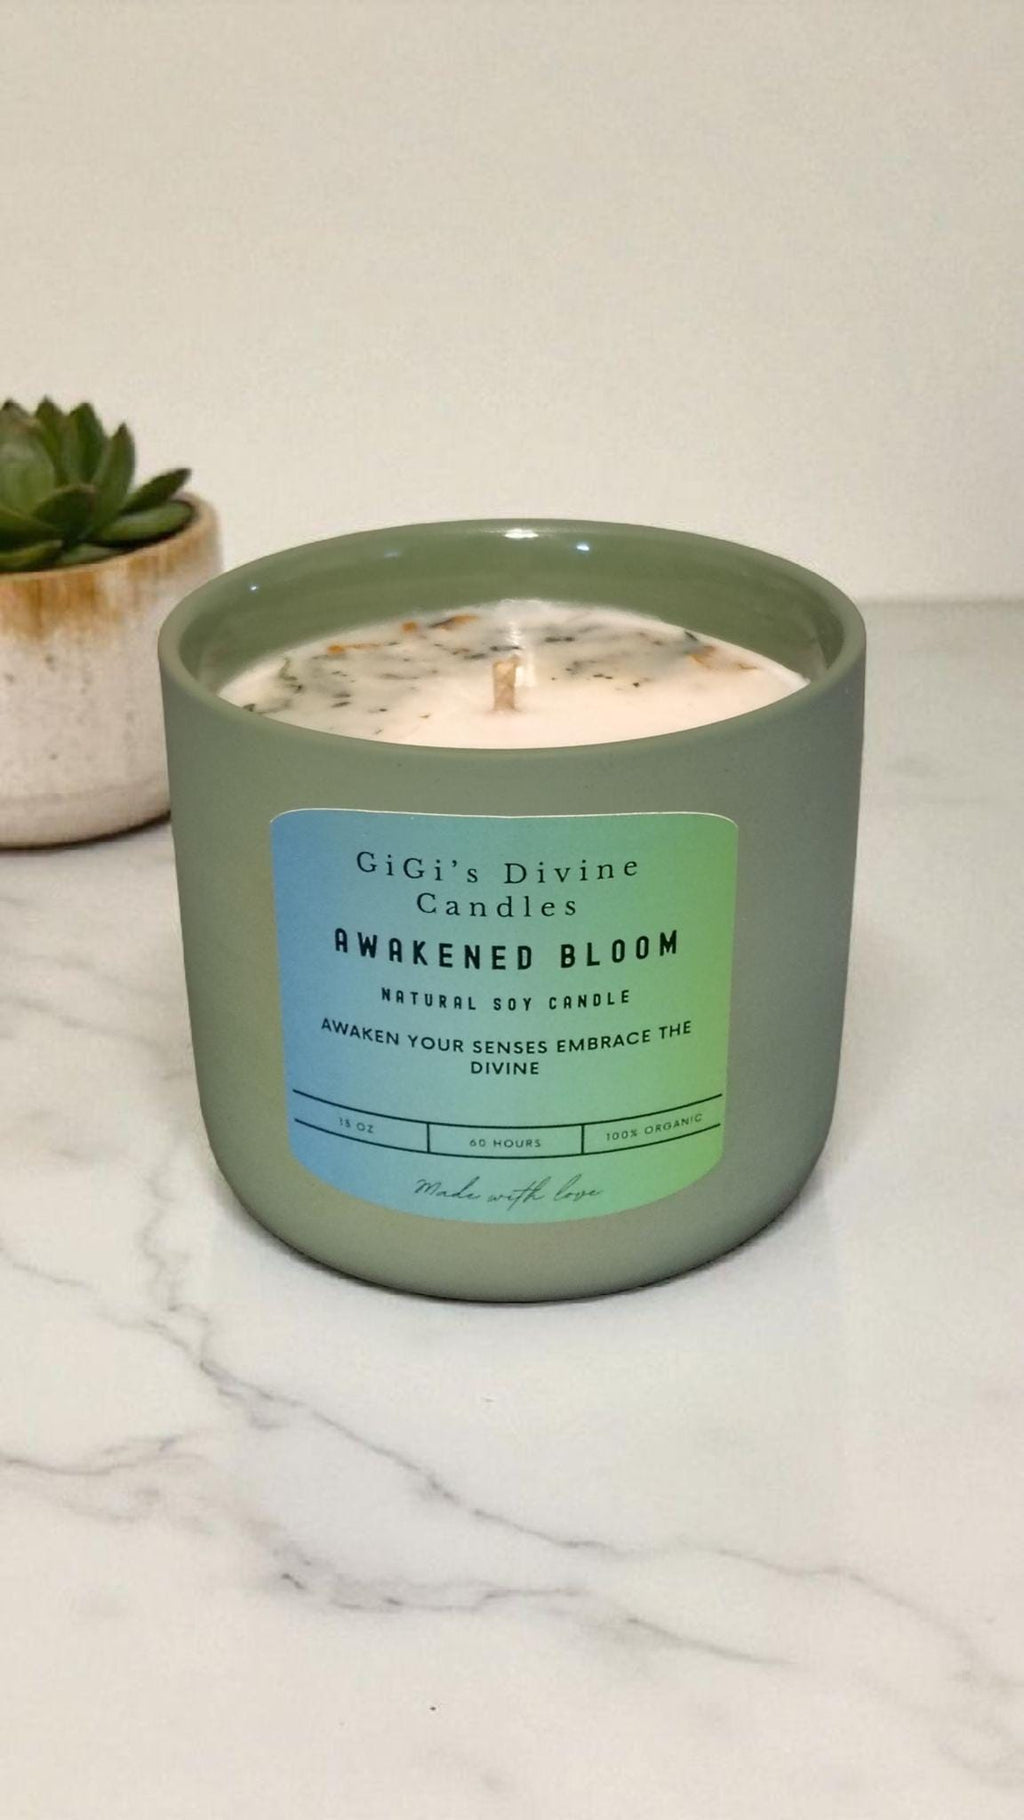 GiGi's Divine
Candles
AWAKENED BLOOM
NATURAL SOY CANDLE
AWAKEN YOUR SENSES EMBRACE THE
DIVINE
OZ
60 HOURS
100% ORGANIC
Made with love